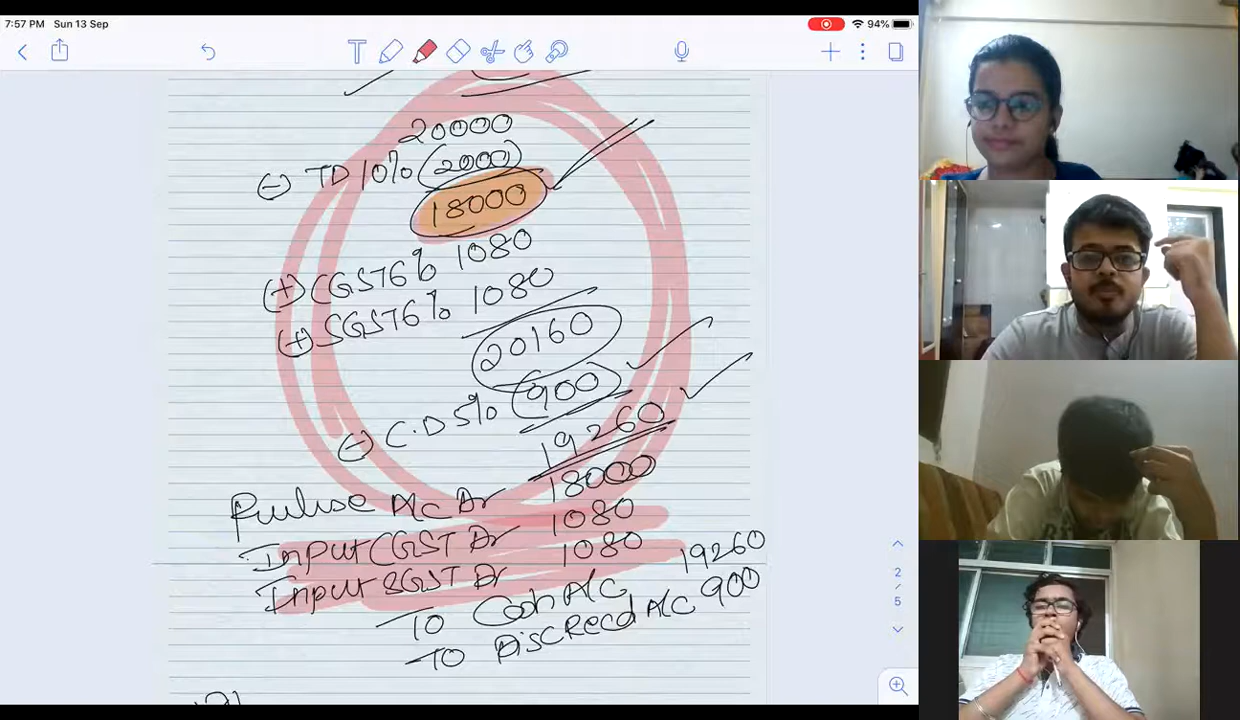 7:57 PM Sun 13 Sep
94%
T
20000
(-) TD 10% (2000)
18000
(+) CGST 6% 1080
(+) SGST 6% 1080
20160
(-) C.D 5% (900)
19260
A/c Dr 18000
Input CGST Dr 1080
Input SGST Dr 1080
To Cash A/c 19260
To Disc Recd A/c 900
2
/
5